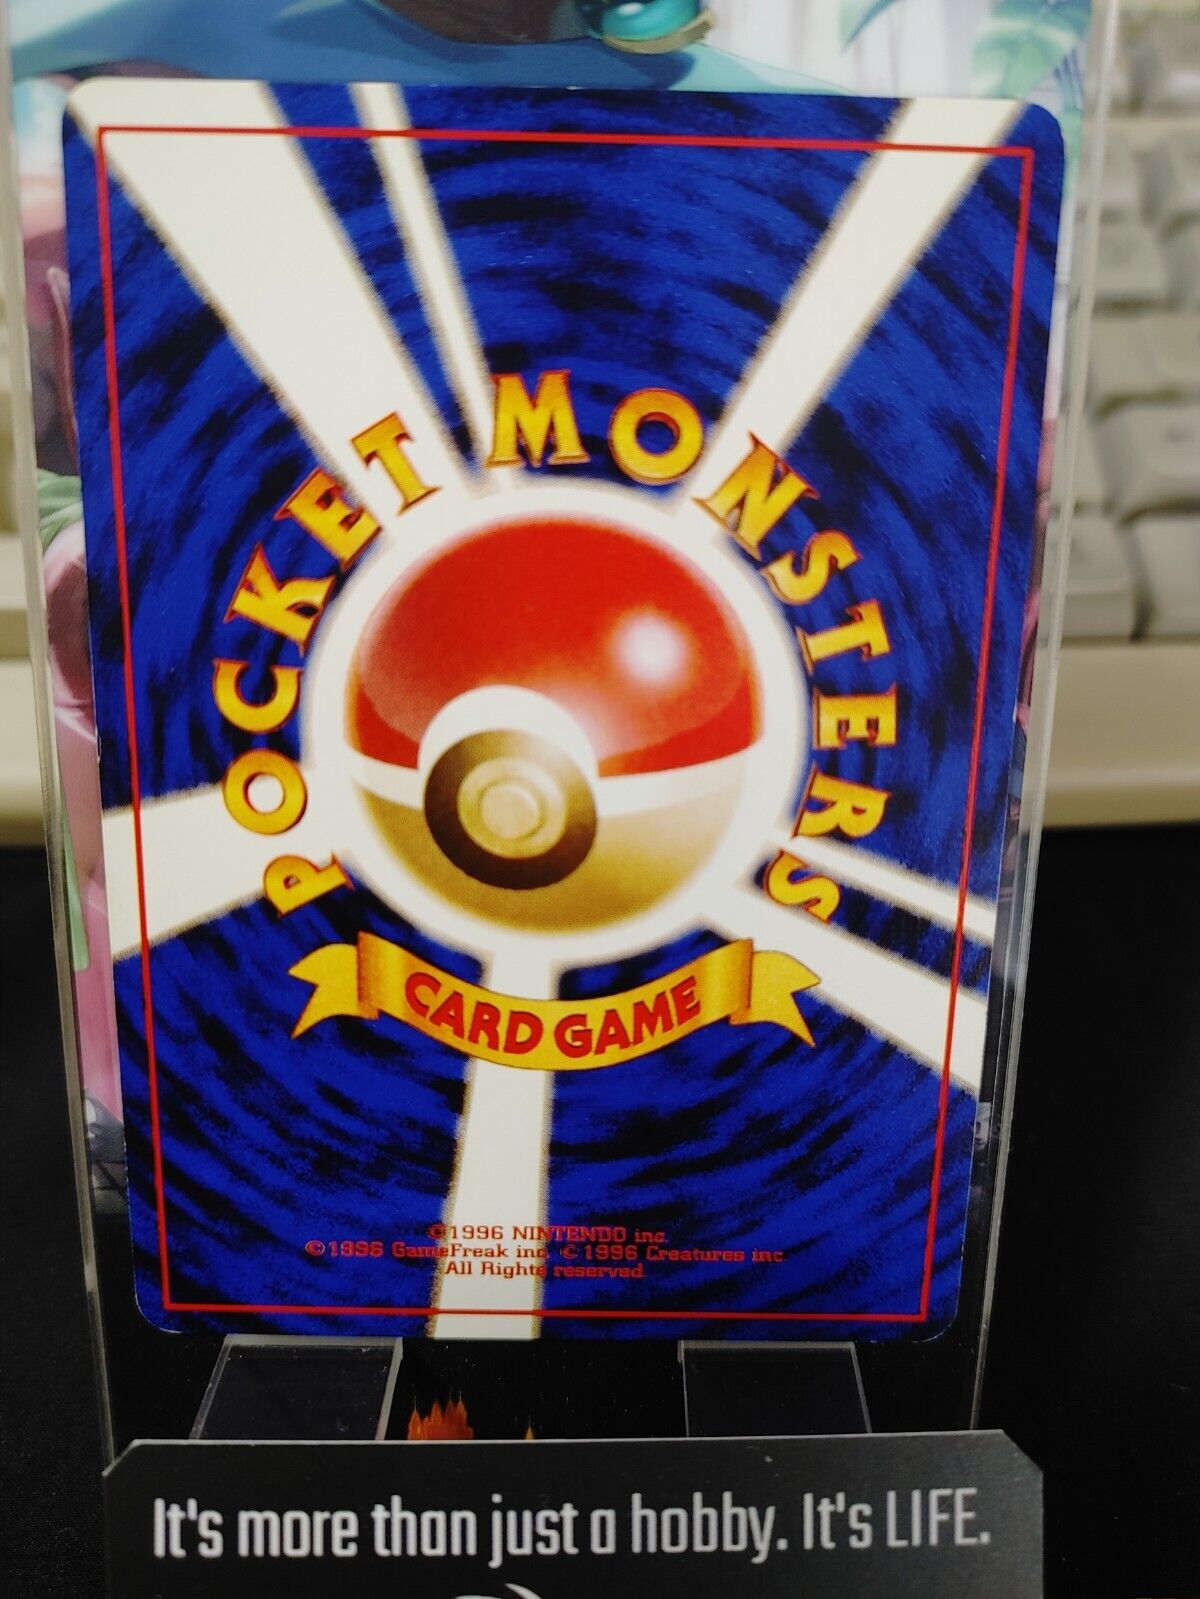 POCKET MONSTERS
CARD GAME
©1996 NINTENDO inc.
©1996 GameFreak inc. ©1996 Creatures inc.
All Rights reserved.
It's more than just a hobby. It's LIFE.